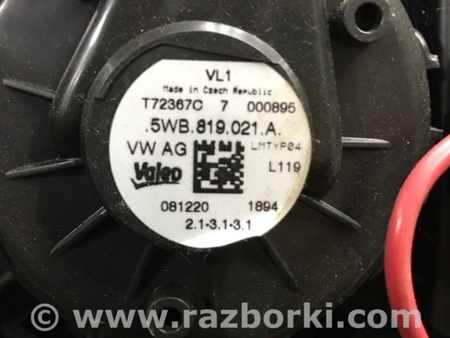 VL1
Made in Czech Republic
T72367C 7 000895
.5WB.819.021.A.
VW AG LMTYP04
Valeo L119
081220 1894
2.1-3.1-3.1
© www.razborki.com